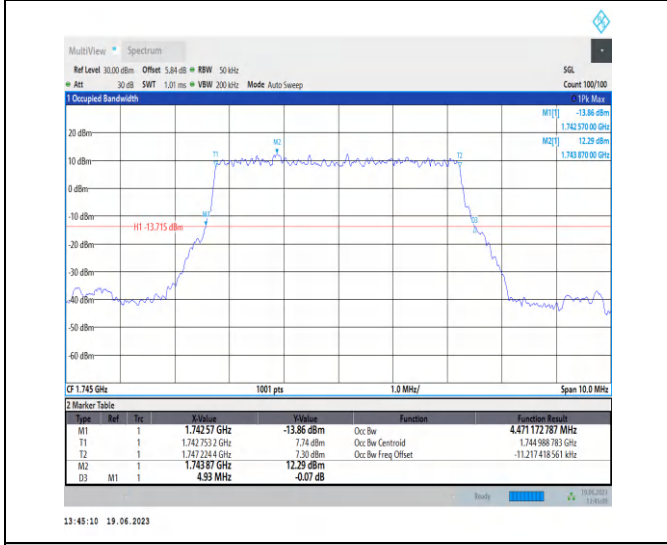 MultiView Spectrum
Ref Level 30.00 dBm Offset 5.84 dB RBW 50 kHz SGL
Att 30 dB SWT 1.01 ms VBW 200 kHz Mode Auto Sweep Count 100/100
1 Occupied Bandwidth 1Pk Max
M1[1] -13.86 dBm
1.742 570 00 GHz
M2[1] 12.29 dBm
1.743 870 00 GHz
20 dBm
M2
T1 T2
10 dBm
0 dBm
-10 dBm
M1 D3
H1 -13.715 dBm
-20 dBm
-30 dBm
-40 dBm
-50 dBm
-60 dBm
CF 1.745 GHz 1001 pts 1.0 MHz/ Span 10.0 MHz
2 Marker Table
Type Ref Trc X-Value Y-Value Function Function Result
M1 1 1.742 57 GHz -13.86 dBm Occ Bw 4.471 172 787 MHz
T1 1 1.742 753 2 GHz 7.74 dBm Occ Bw Centroid 1.744 988 783 GHz
T2 1 1.747 224 4 GHz 7.30 dBm Occ Bw Freq Offset -11.217 418 561 kHz
M2 1 1.743 87 GHz 12.29 dBm
D3 M1 1 4.93 MHz -0.07 dB
Ready 19.06.2023
13:45:10 19.06.2023